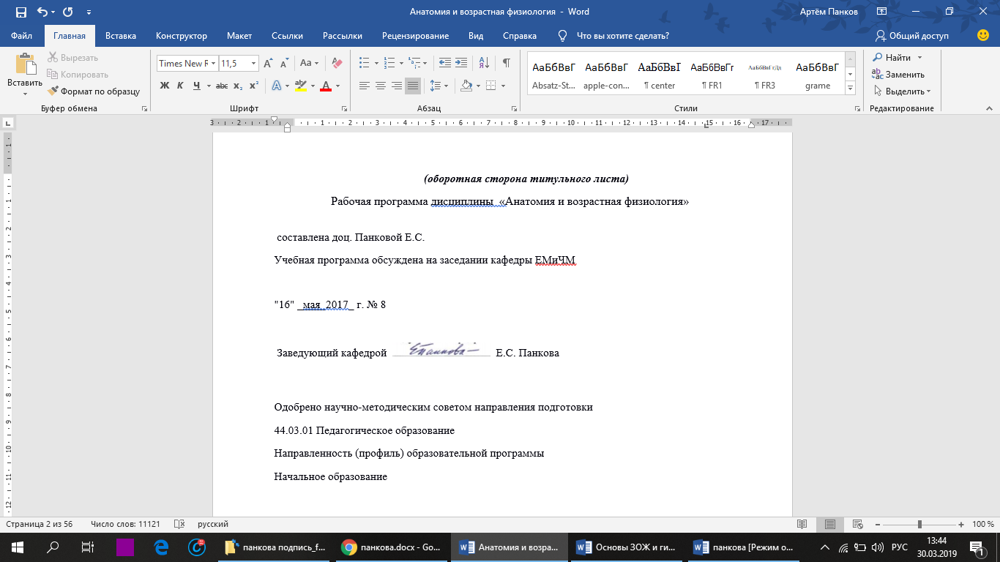 Анатомия и возрастная физиология - Word
Артём Панков
Файл Главная Вставка Конструктор Макет Ссылки Рассылки Рецензирование Вид Справка Что вы хотите сделать? Общий доступ
Вставить
Вырезать
Копировать
Формат по образцу
Буфер обмена
Times New R 11,5
Ж К Ч abc x₂ x²
Шрифт
Абзац
АаБбВвГ АаБбВвГ АаБбВвІ АаБбВвГг АаБбВвГгДд АаБбВвГ
Absatz-St... apple-con... ¶ center ¶ FR1 ¶ FR3 grame
Стили
Найти
Заменить
Выделить
Редактирование
3 2 1 1 2 3 4 5 6 7 8 9 10 11 12 13 14 15 16 17
(оборотная сторона титульного листа)
Рабочая программа дисциплины «Анатомия и возрастная физиология»
составлена доц. Панковой Е.С.
Учебная программа обсуждена на заседании кафедры ЕМиЧМ
"16" _мая_2017_ г. № 8
Заведующий кафедрой ЕПанкова Е.С. Панкова
Одобрено научно-методическим советом направления подготовки
44.03.01 Педагогическое образование
Направленность (профиль) образовательной программы
Начальное образование
Страница 2 из 56 Число слов: 11121 русский 100 %
панкова подпись_f... панкова.docx - Go... Анатомия и возра... Основы ЗОЖ и ги... панкова [Режим о... РУС
13:44
30.03.2019